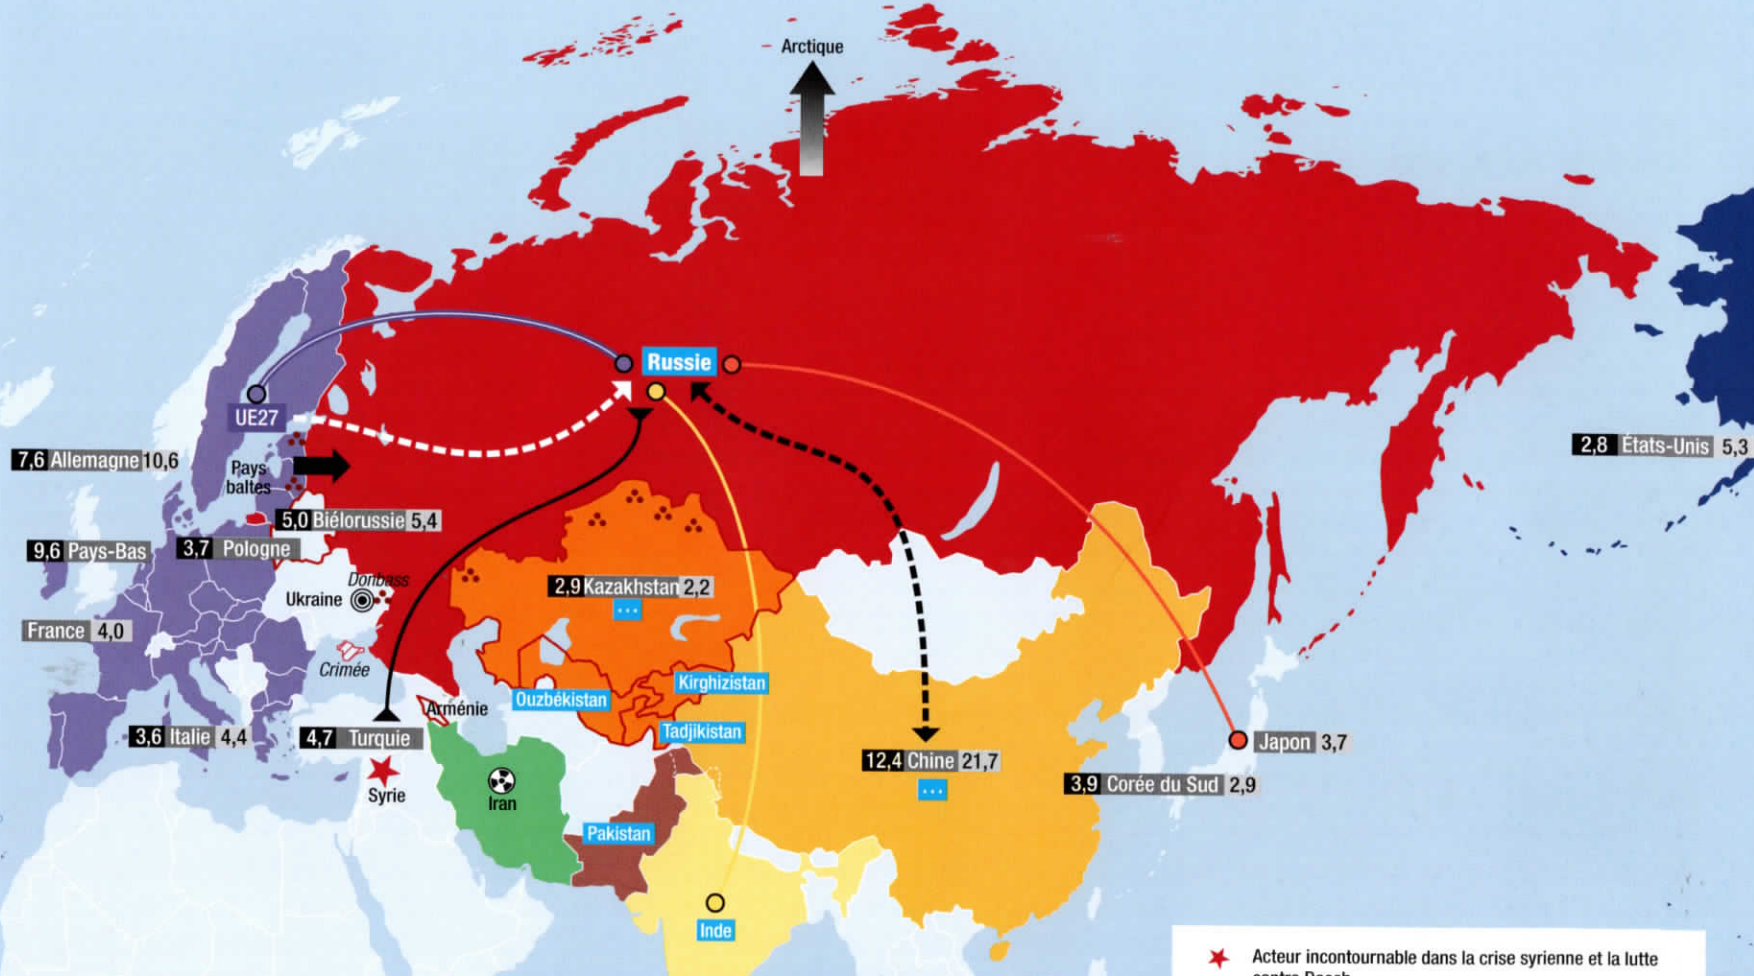 Arctique
Russie
UE27
7,6 Allemagne 10,6
Pays
baltes
2,8 États-Unis 5,3
5,0 Biélorussie 5,4
9,6 Pays-Bas
3,7 Pologne
Donbass
Ukraine
2,9 Kazakhstan 2,2
...
France 4,0
Crimée
Kirghizistan
Ouzbékistan
Arménie
Tadjikistan
3,6 Italie 4,4
4,7 Turquie
12,4 Chine 21,7
...
Japon 3,7
3,9 Corée du Sud 2,9
Syrie
Iran
Pakistan
Inde
Acteur incontournable dans la crise syrienne et la lutte